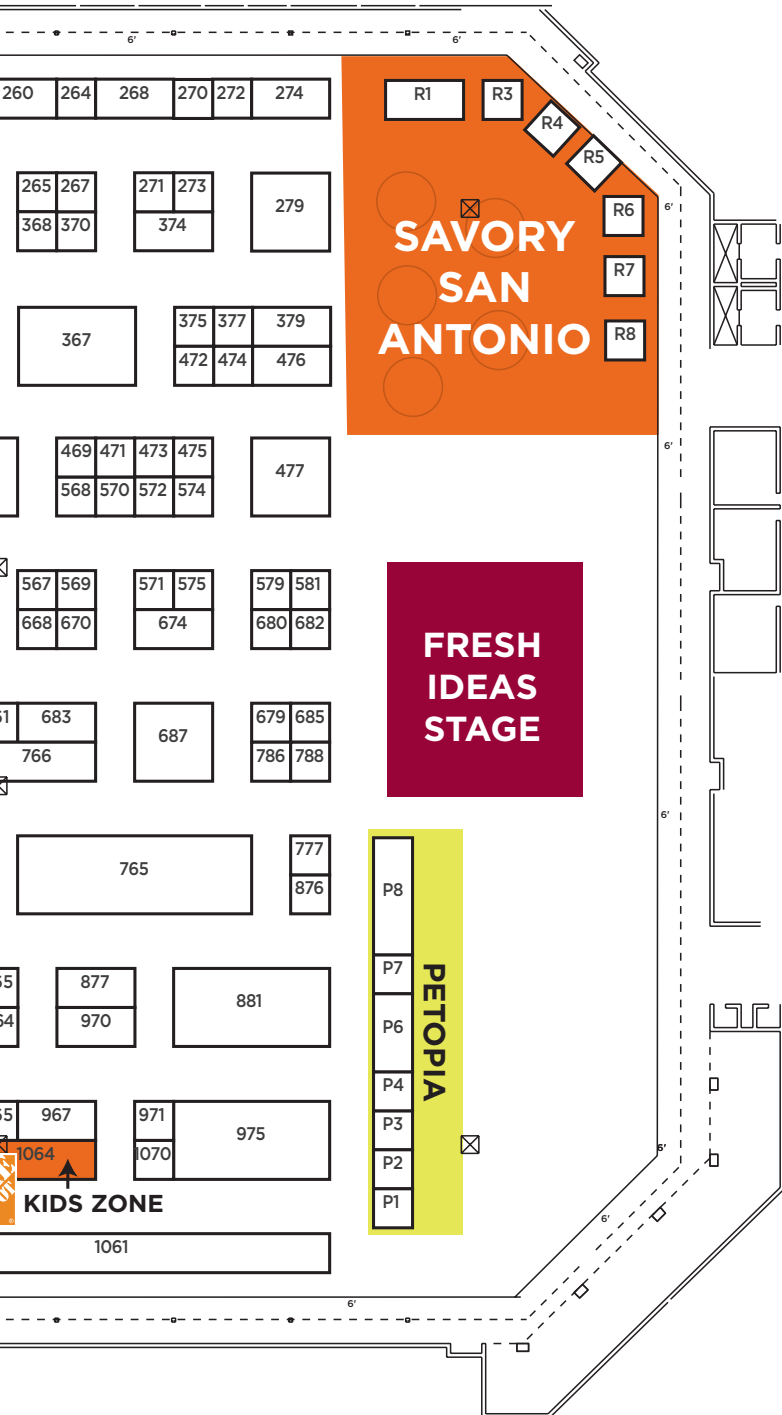 6'
6'
260 264 268 270 272 274
R1 R3
R4
R5
265 267 271 273
279
368 370 374
R6
6'
SAVORY
SAN
ANTONIO
R7
R8
375 377 379
367
472 474 476
469 471 473 475
477
568 570 572 574
6'
567 569 571 575 579 581
668 670 674 680 682
FRESH
IDEAS
STAGE
683 679 685
687
766 786 788
6'
777
765
876
P8
P7
P6
P4
P3
P2
P1
PETOPIA
877
881
970
967 971
975
1064 1070
KIDS ZONE
®
6'
6'
1061
6'